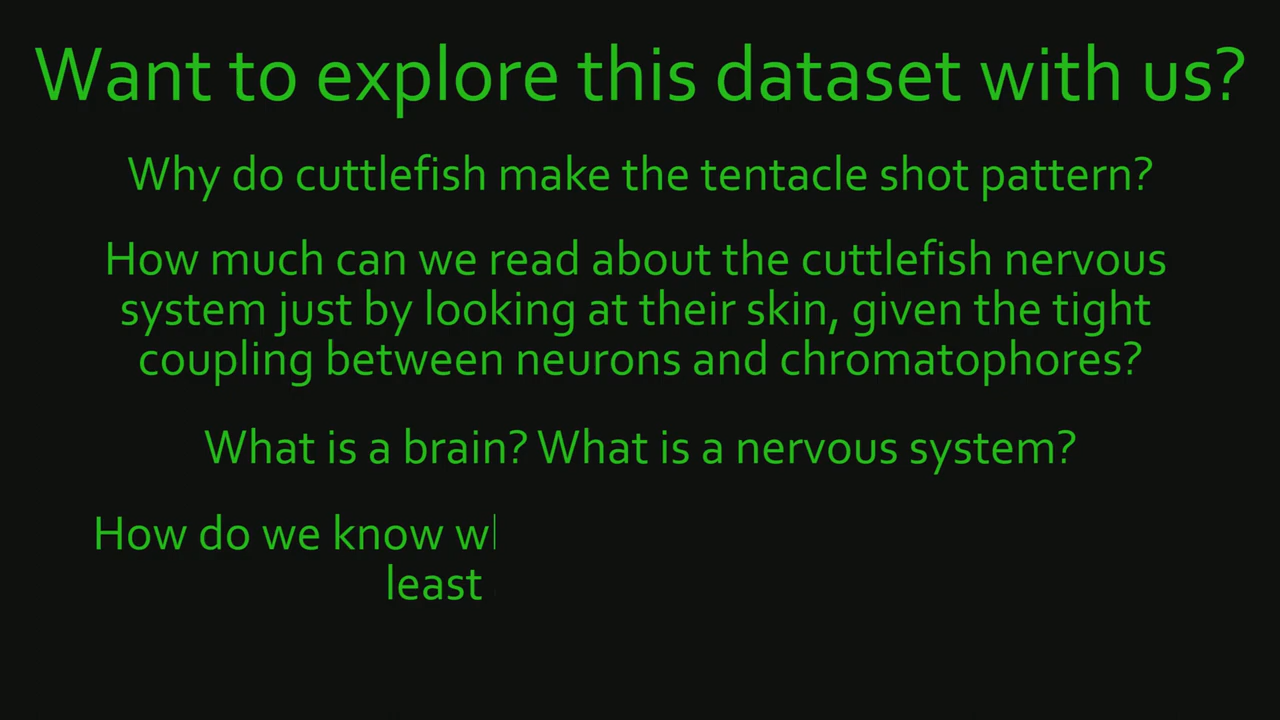 Want to explore this dataset with us?
Why do cuttlefish make the tentacle shot pattern?
How much can we read about the cuttlefish nervous
system just by looking at their skin, given the tight
coupling between neurons and chromatophores?
What is a brain? What is a nervous system?
How do we know
least